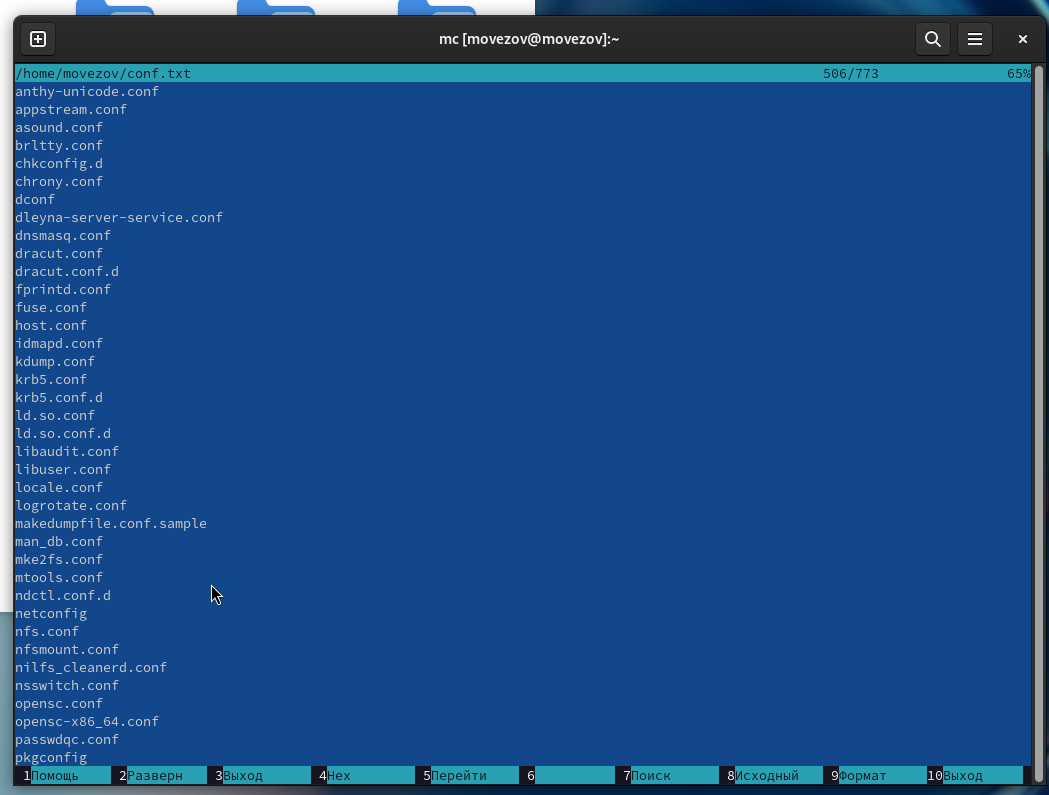 mc [movezov@movezov]:~
/home/movezov/conf.txt 506/773 65%
anthy-unicode.conf
appstream.conf
asound.conf
brltty.conf
chkconfig.d
chrony.conf
dconf
dleyna-server-service.conf
dnsmasq.conf
dracut.conf
dracut.conf.d
fprintd.conf
fuse.conf
host.conf
idmapd.conf
kdump.conf
krb5.conf
krb5.conf.d
ld.so.conf
ld.so.conf.d
libaudit.conf
libuser.conf
locale.conf
logrotate.conf
makedumpfile.conf.sample
man_db.conf
mke2fs.conf
mtools.conf
ndctl.conf.d
netconfig
nfs.conf
nfsmount.conf
nilfs_cleanerd.conf
nsswitch.conf
opensc.conf
opensc-x86_64.conf
passwdqc.conf
pkgconfig
1Помощь 2Разверн 3Выход 4Hex 5Перейти 6 7Поиск 8Исходный 9Формат 10Выход